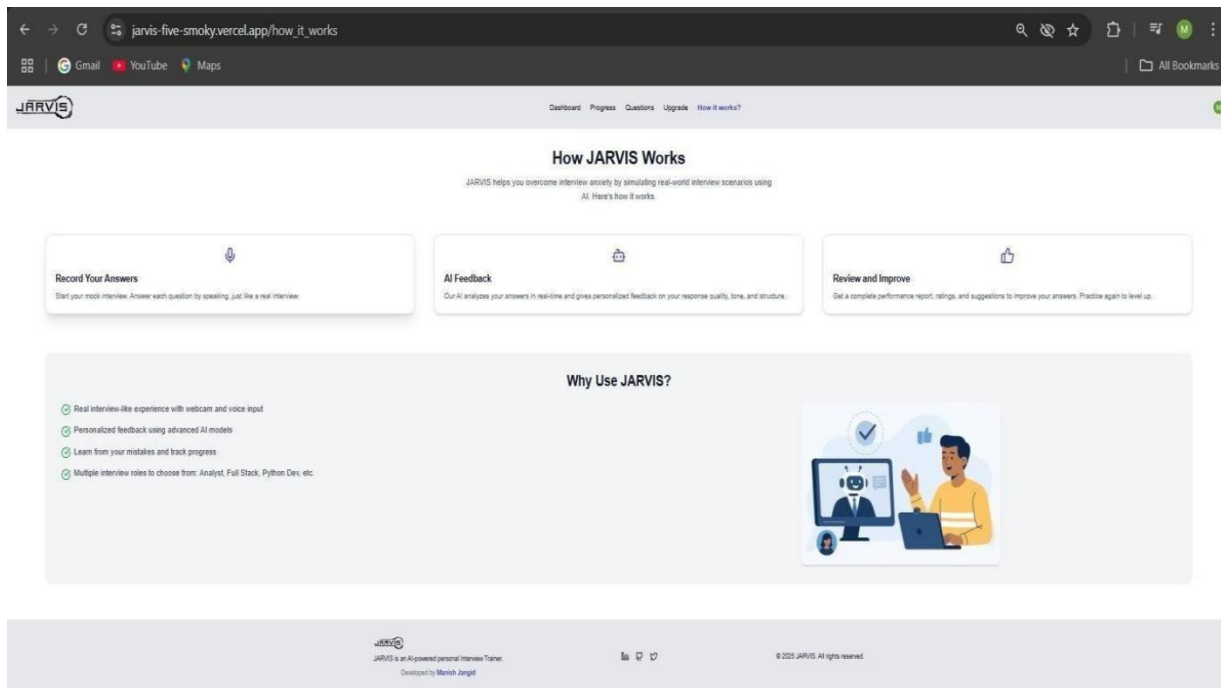 jarvis-five-smoky.vercel.app/how_it_works
M
Gmail YouTube Maps
All Bookmarks
JARVIS
Dashboard Progress Questions Upgrade How it works?
How JARVIS Works
JARVIS helps you overcome interview anxiety by simulating real-world interview scenarios using
AI. Here's how it works.
Record Your Answers
Start your mock interview. Answer each question by speaking, just like a real interview.
AI Feedback
Our AI analyzes your answers in real-time and gives personalized feedback on your response quality, tone, and structure.
Review and Improve
Get a complete performance report, ratings, and suggestions to improve your answers. Practice again to level up.
Why Use JARVIS?
Real interview-like experience with webcam and voice input
Personalized feedback using advanced AI models
Learn from your mistakes and track progress
Multiple interview roles to choose from: Analyst, Full Stack, Python Dev, etc.
JARVIS
JARVIS is an AI-powered personal Interview Trainer.
Developed by Manish Jangid
© 2025 JARVIS. All rights reserved.